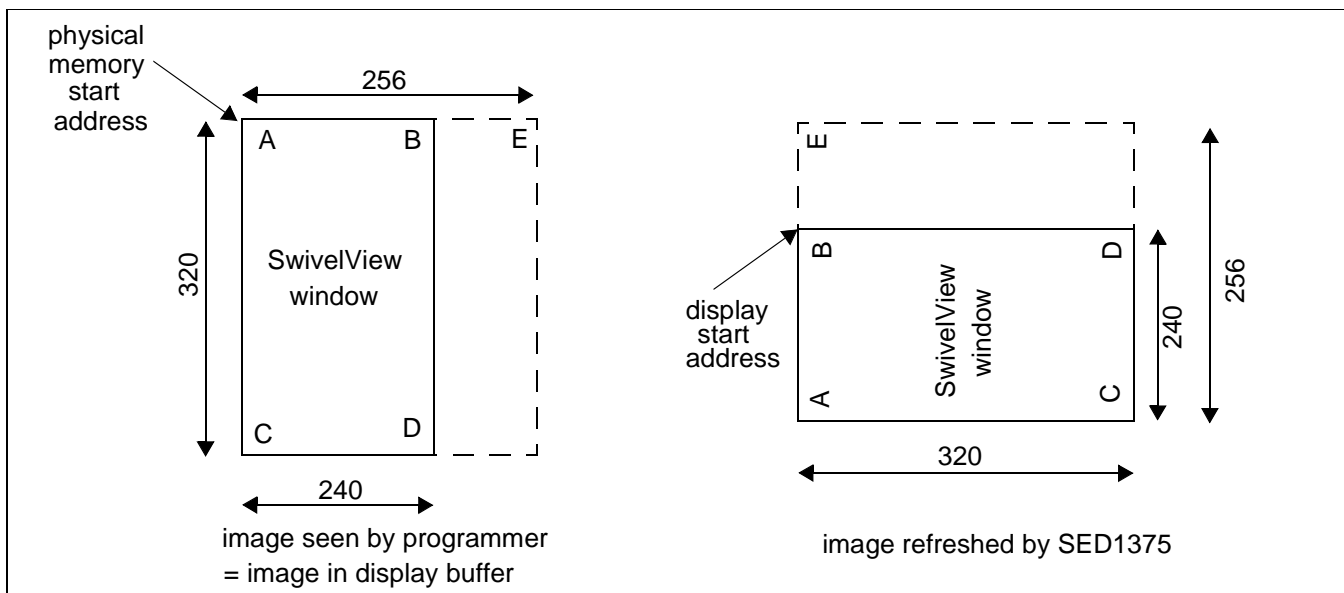 physical
memory
start
address
256
A
B
E
320
SwivelView
window
C
D
240
image seen by programmer
= image in display buffer
E
B
D
display
start
address
SwivelView
window
A
C
240
256
320
image refreshed by SED1375